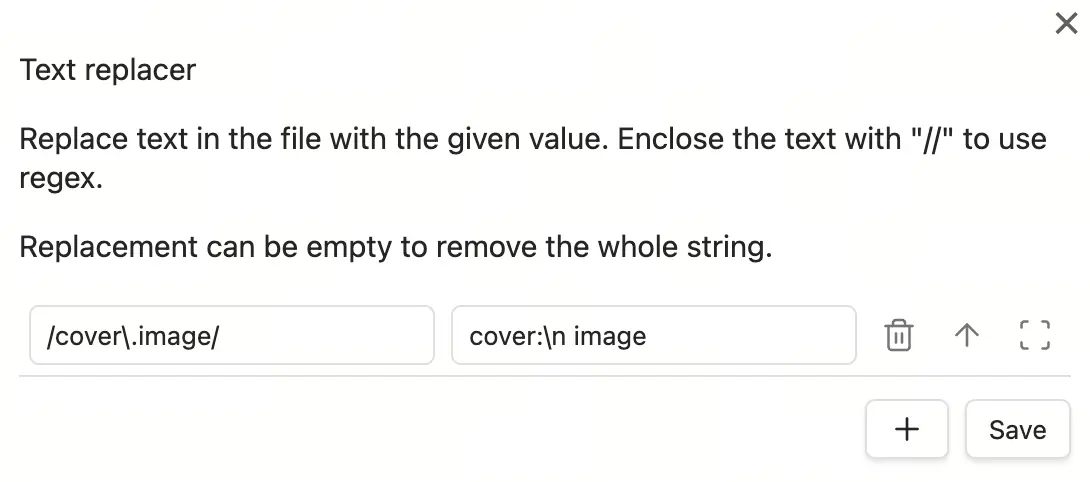 Text replacer
Replace text in the file with the given value. Enclose the text with "//" to use
regex.
Replacement can be empty to remove the whole string.
/cover\.image/ cover:\n image
Save